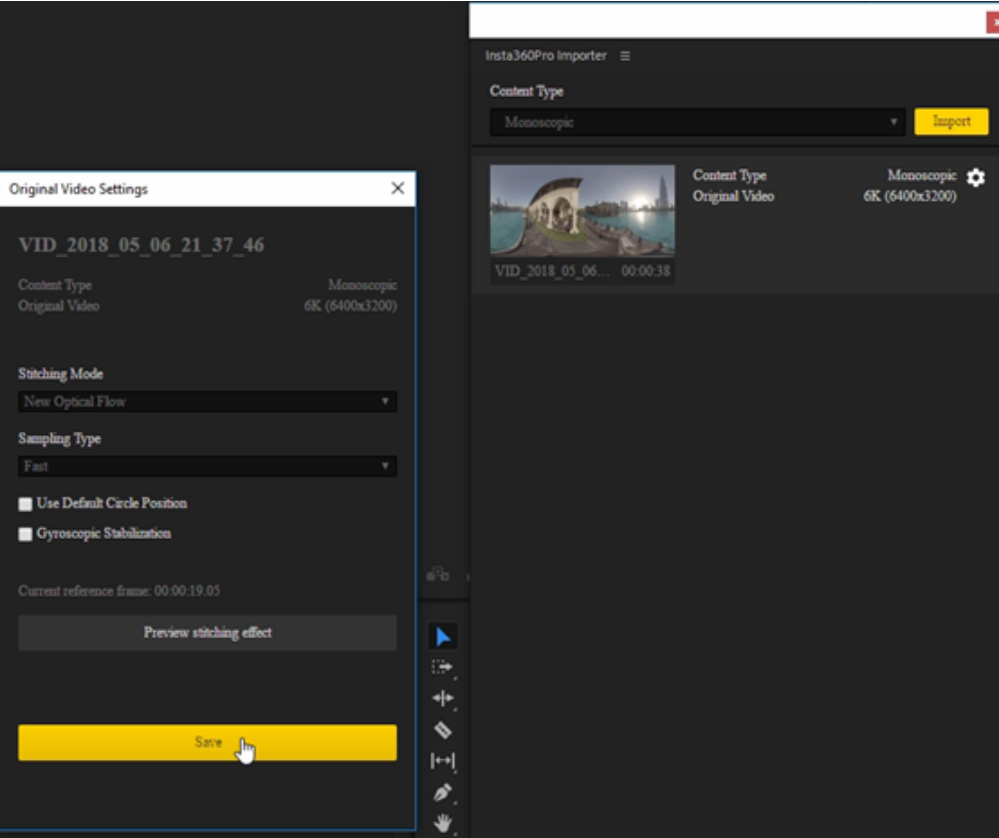 Insta360Pro Importer
Content Type
Monoscopic
Import
Content Type Monoscopic
Original Video 6K (6400x3200)
VID_2018_05_06... 00:00:38
Original Video Settings
VID_2018_05_06_21_37_46
Content Type Monoscopic
Original Video 6K (6400x3200)
Stitching Mode
New Optical Flow
Sampling Type
Fast
Use Default Circle Position
Gyroscopic Stabilization
Current reference frame: 00:00:19.05
Preview stitching effect
Save